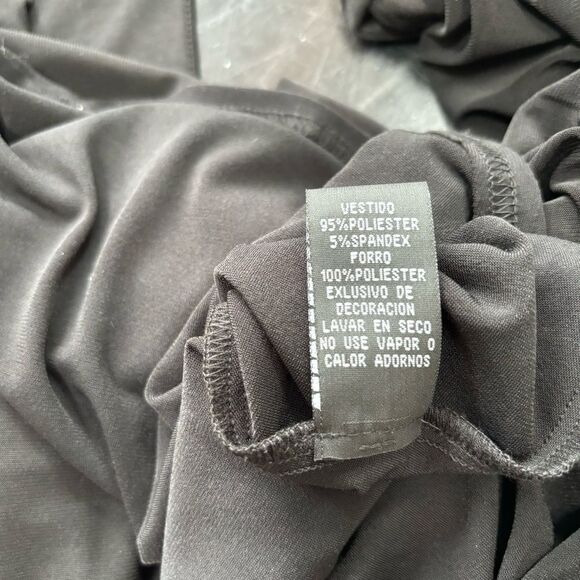 VESTIDO
95%POLIESTER
5%SPANDEX
FORRO
100%POLIESTER
EXLUSIVO DE
DECORACION
LAVAR EN SECO
NO USE VAPOR O
CALOR ADORNOS